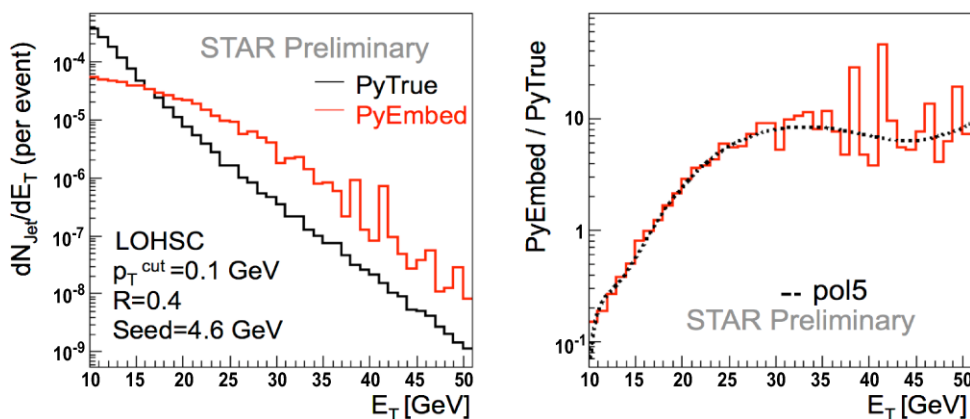 STAR Preliminary
PyTrue
PyEmbed
dN_Jet/dE_T (per event)
10^-4
10^-5
10^-6
10^-7
10^-8
10^-9
LOHSC
p_T^cut=0.1 GeV
R=0.4
Seed=4.6 GeV
10 15 20 25 30 35 40 45 50
E_T [GeV]
PyEmbed / PyTrue
10
1
10^-1
pol5
STAR Preliminary
10 15 20 25 30 35 40 45 50
E_T [GeV]